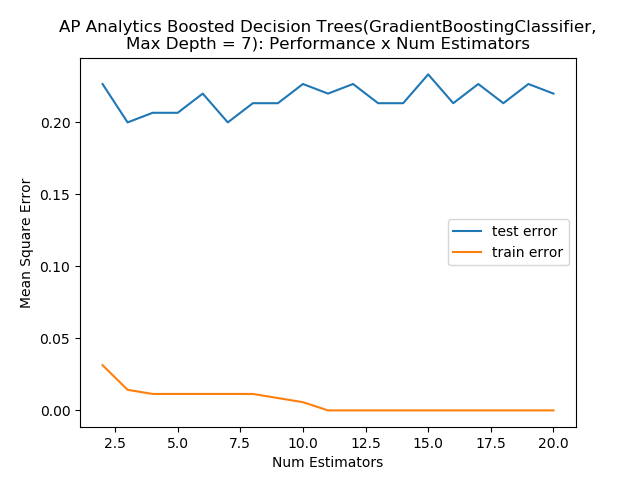 AP Analytics Boosted Decision Trees(GradientBoostingClassifier,
Max Depth = 7): Performance x Num Estimators
Mean Square Error
0.20
0.15
0.10
0.05
0.00
test error
train error
2.5 5.0 7.5 10.0 12.5 15.0 17.5 20.0
Num Estimators